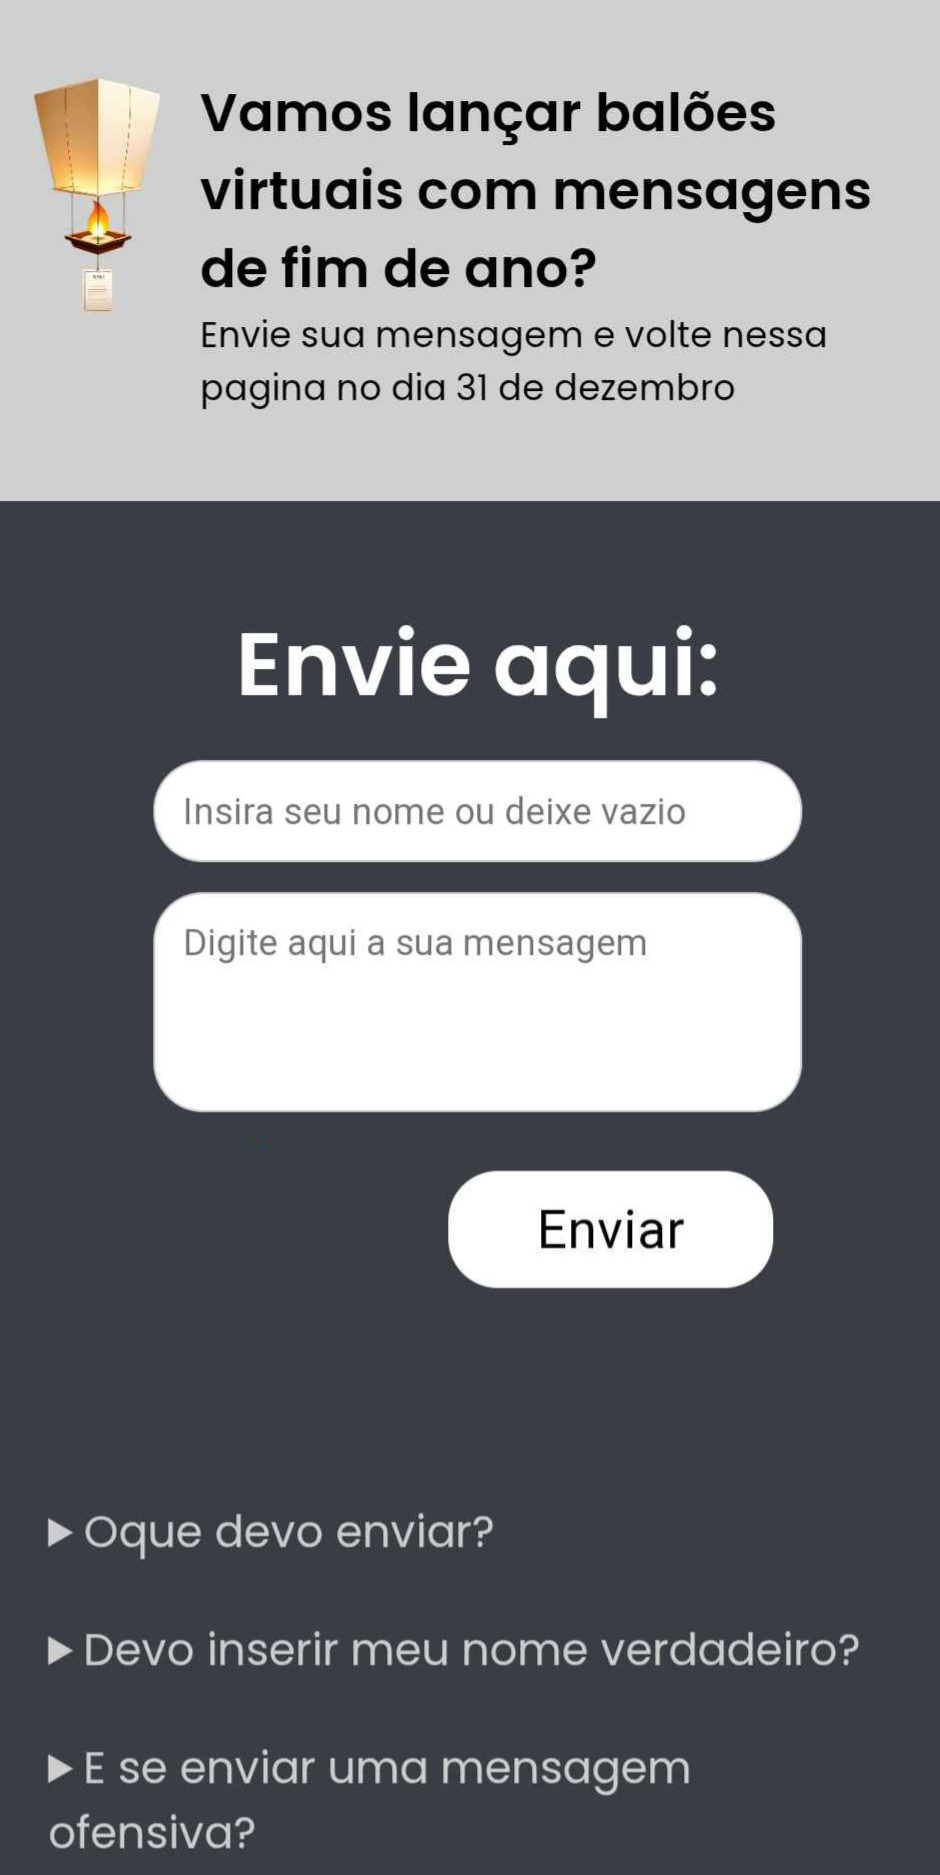 Vamos lançar balões
virtuais com mensagens
de fim de ano?
Envie sua mensagem e volte nessa
pagina no dia 31 de dezembro
Envie aqui:
Insira seu nome ou deixe vazio
Digite aqui a sua mensagem
Enviar
Oque devo enviar?
Devo inserir meu nome verdadeiro?
E se enviar uma mensagem
ofensiva?